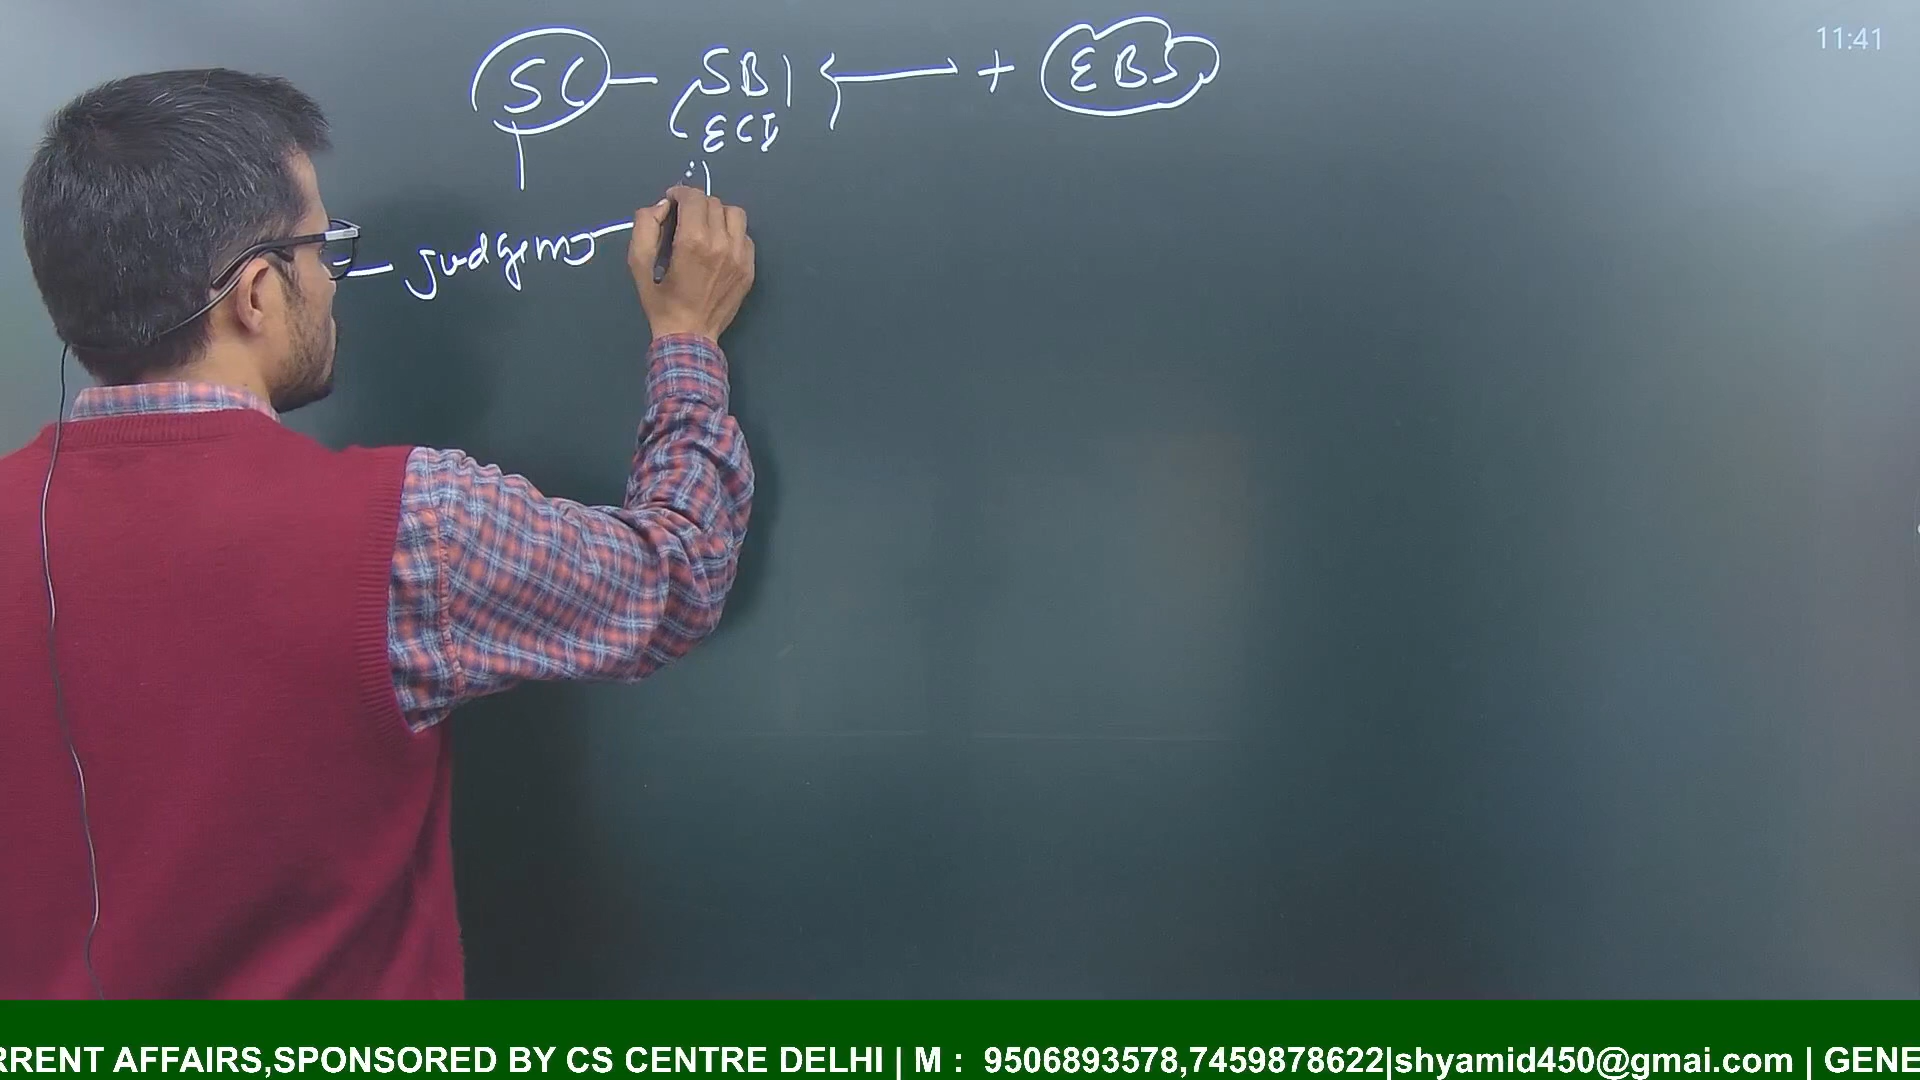 11:41
SC — SBI ⟵⟶ + EBS
ECI
— judgem
RRENT AFFAIRS,SPONSORED BY CS CENTRE DELHI | M :  9506893578,7459878622|shyamid450@gmai.com | GENE